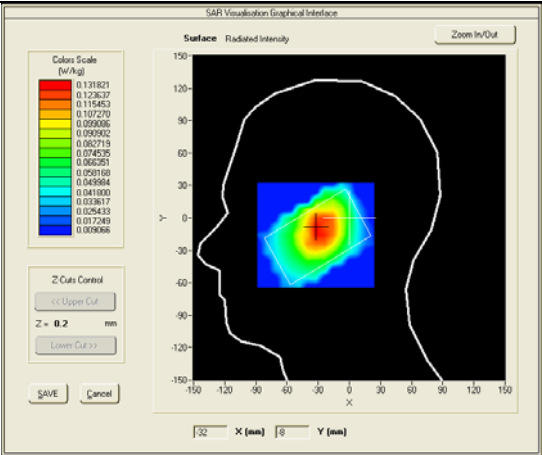 SAR Visualisation Graphical Interface
Surface Radiated Intensity
Zoom In/Out
Colors Scale
(W/kg)
0.131821
0.123637
0.115453
0.107270
0.099086
0.090902
0.082719
0.074535
0.066351
0.058168
0.049984
0.041800
0.033617
0.025433
0.017249
0.009066
Z-Cuts Control
<< Upper Cut
Z = 0.2 mm
Lower Cut >>
SAVE Cancel
150-
120-
90-
60-
30-
0-
-30-
-60-
-90-
-120-
-150-
Y
-150 -120 -90 -60 -30 0 30 60 90 120 150
X
-32 X (mm) -8 Y (mm)